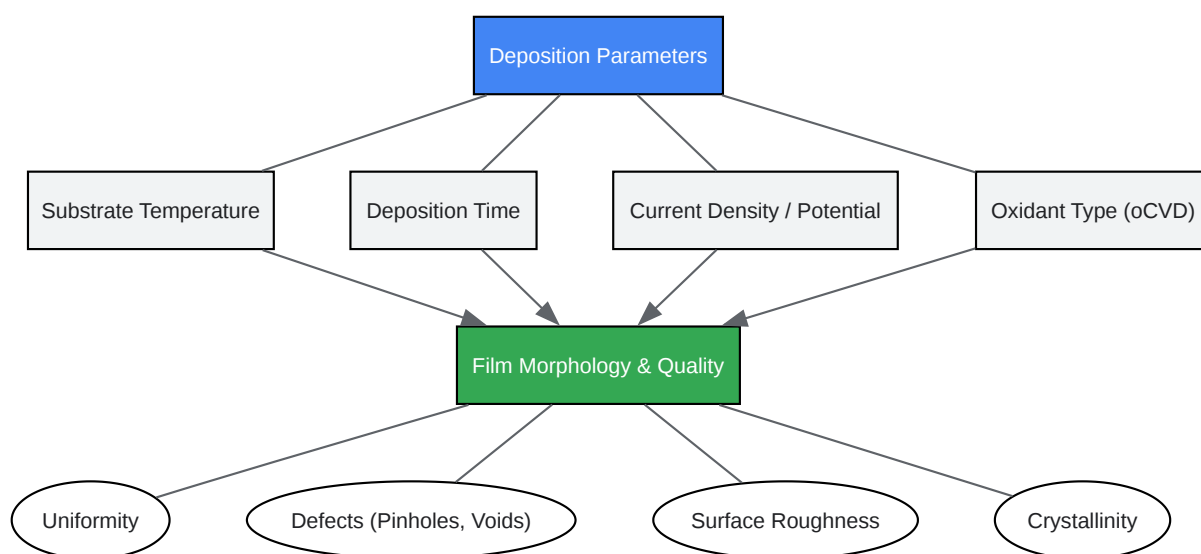 Deposition Parameters
Substrate Temperature
Deposition Time
Current Density / Potential
Oxidant Type (oCVD)
Film Morphology & Quality
Uniformity
Defects (Pinholes, Voids)
Surface Roughness
Crystallinity